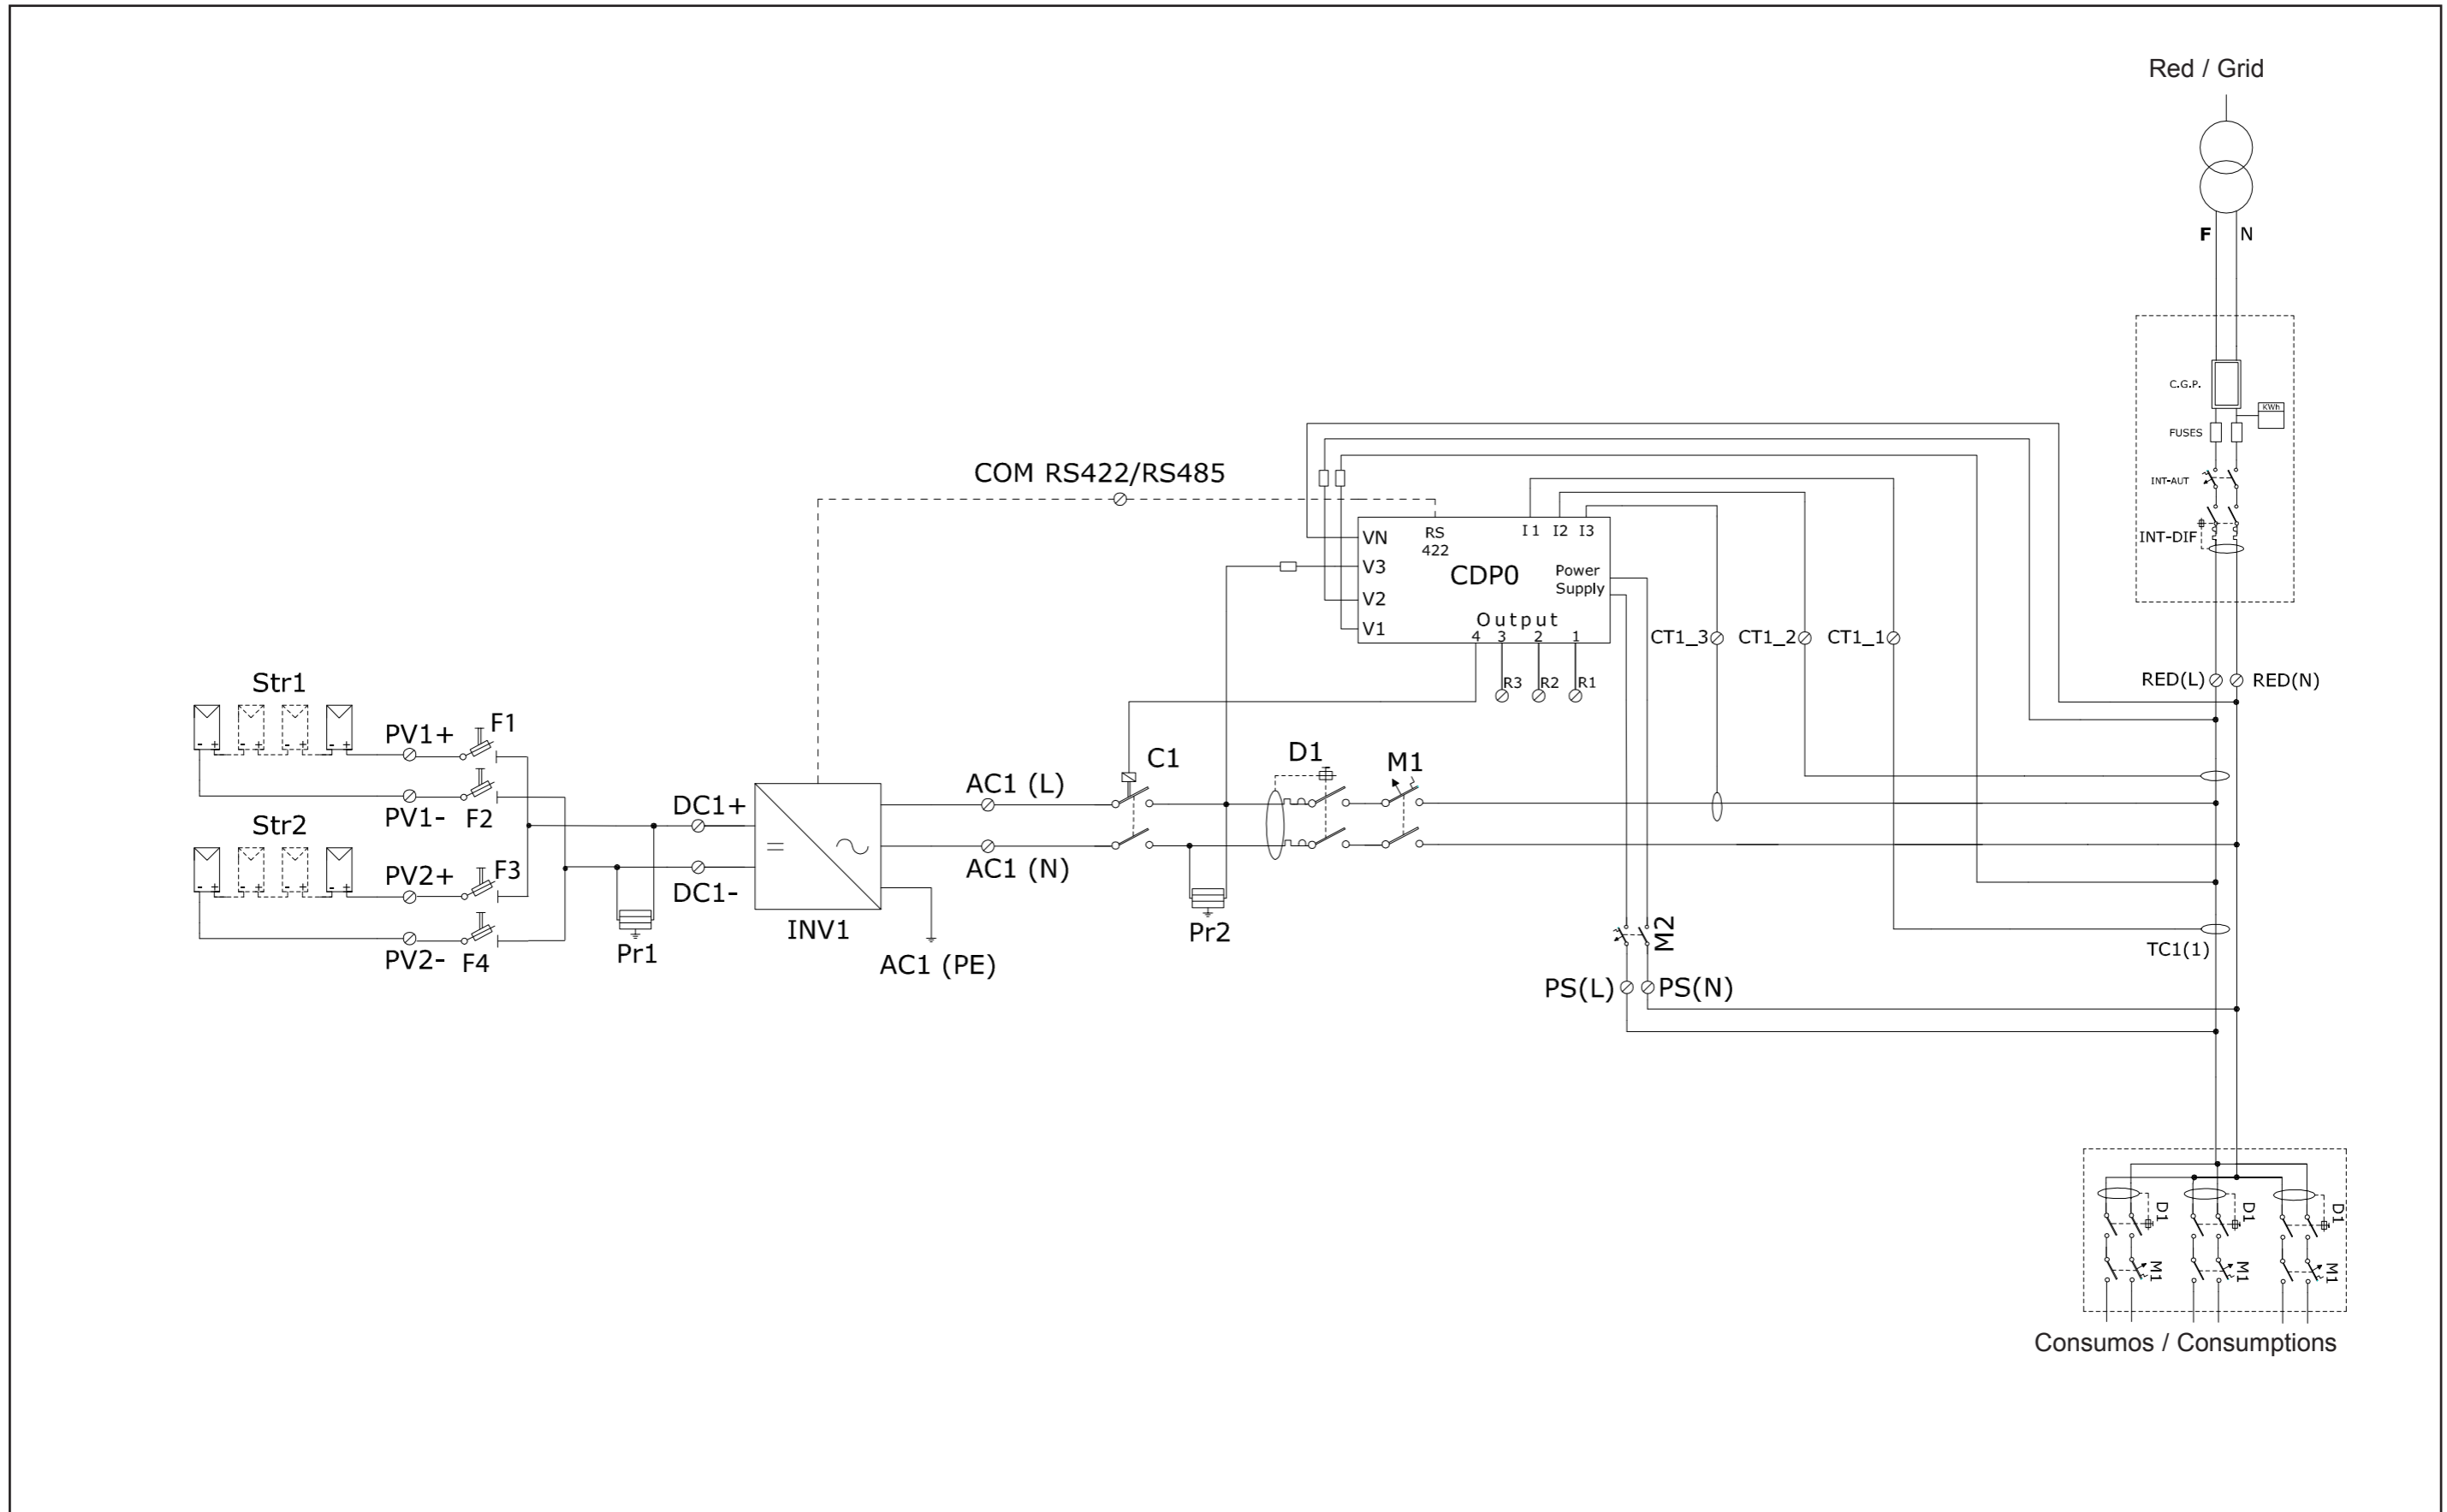 Red / Grid
F N
C.G.P.
KWh
FUSES
INT-AUT
INT-DIF
COM RS422/RS485
VN
RS
422
I1 I2 I3
V3
CDP0
Power
Supply
V2
V1
Output
4 3 2 1
R3 R2 R1
CT1_3 CT1_2 CT1_1
RED(L) RED(N)
Str1
- + - + - + - +
PV1+ F1
PV1- F2
Str2
- + - + - + - +
PV2+ F3
PV2- F4
Pr1
DC1+
DC1-
INV1
AC1 (L)
AC1 (N)
AC1 (PE)
C1
D1
M1
Pr2
M2
PS(L) PS(N)
TC1(1)
D1 D1 D1
M1 M1 M1
Consumos / Consumptions